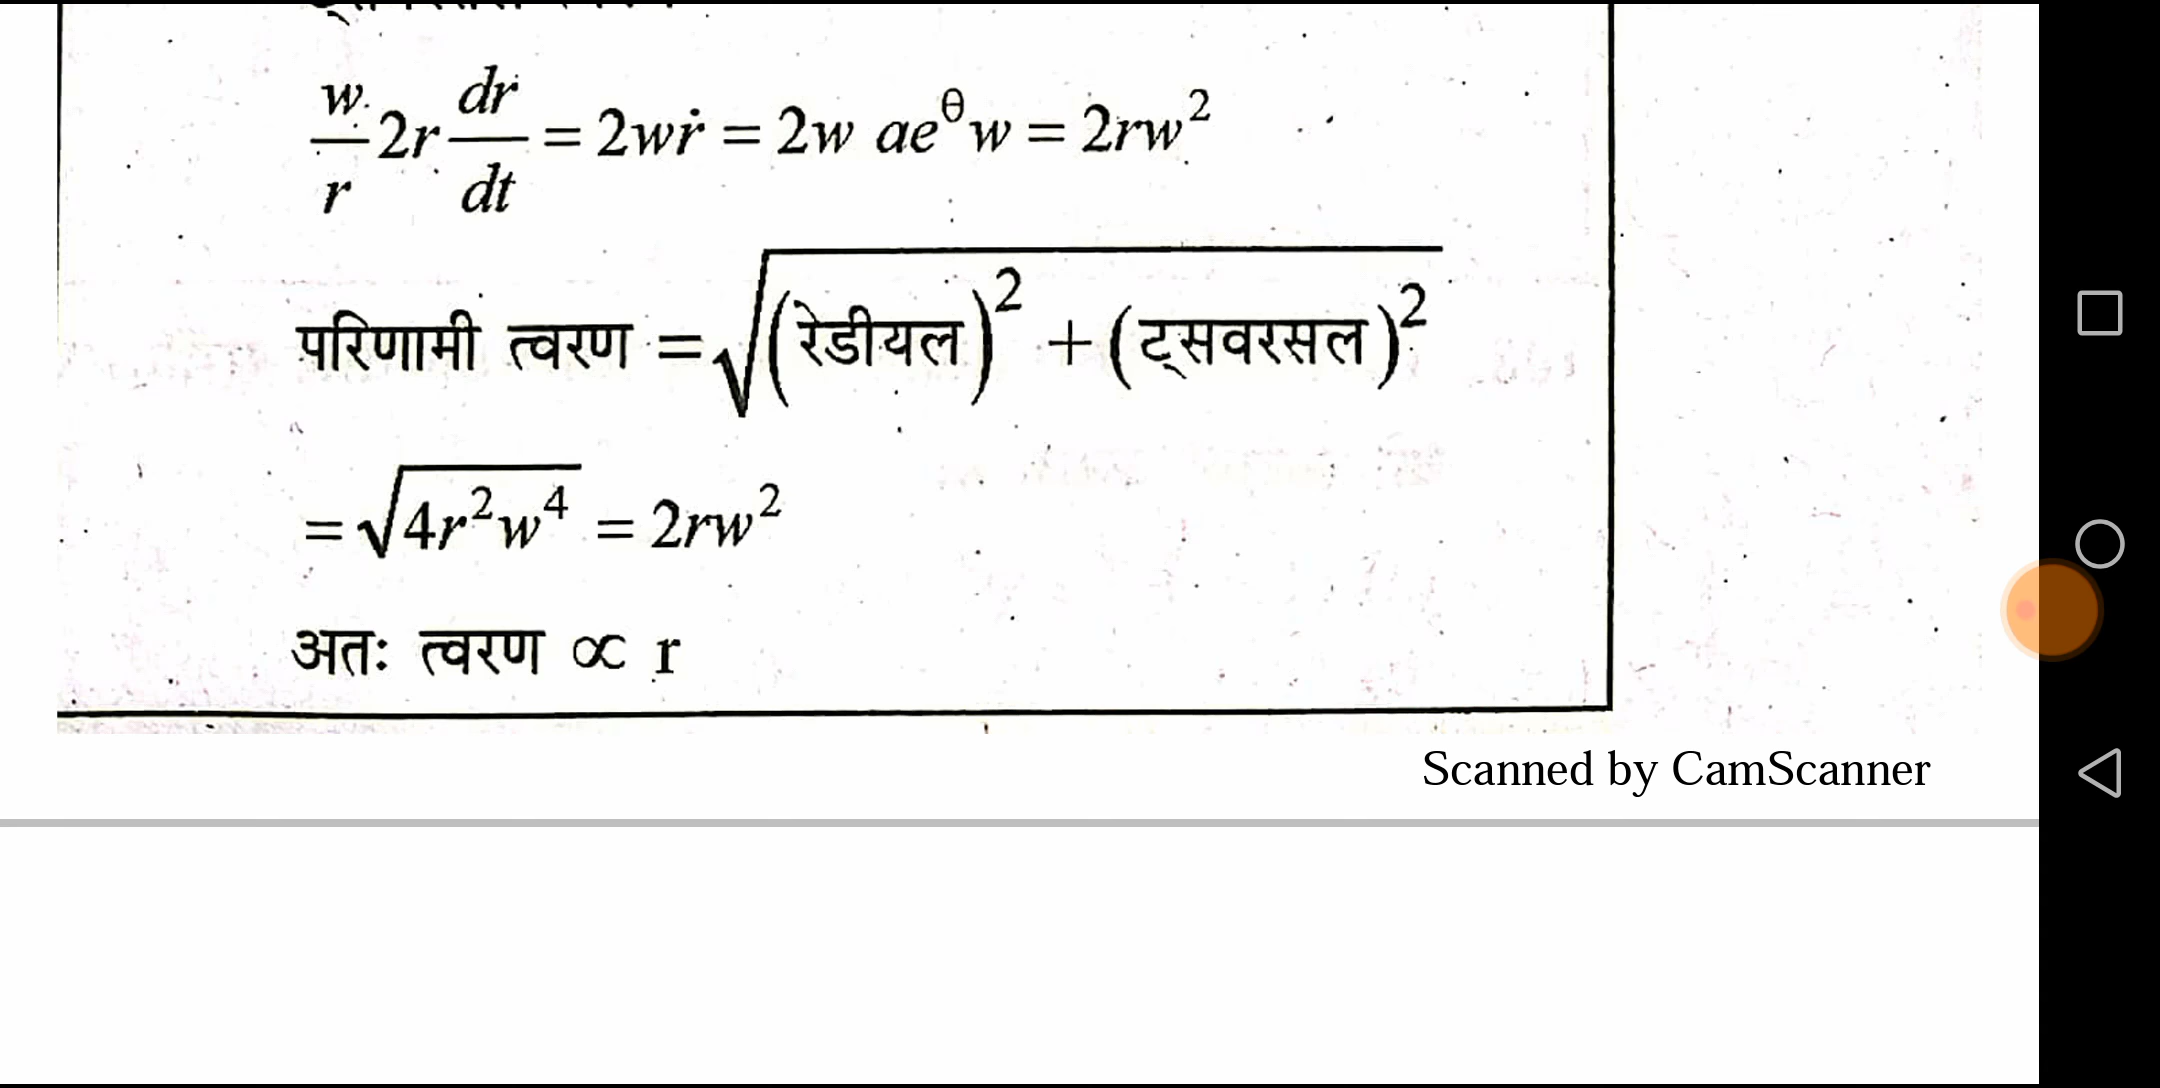 w/r 2r dr/dt = 2wṙ = 2w ae^θ w = 2rw²
परिणामी त्वरण = √((रेडीयल)² + (ट्सवरसल)²)
= √(4r²w⁴) = 2rw²
अतः त्वरण ∝ r
Scanned by CamScanner